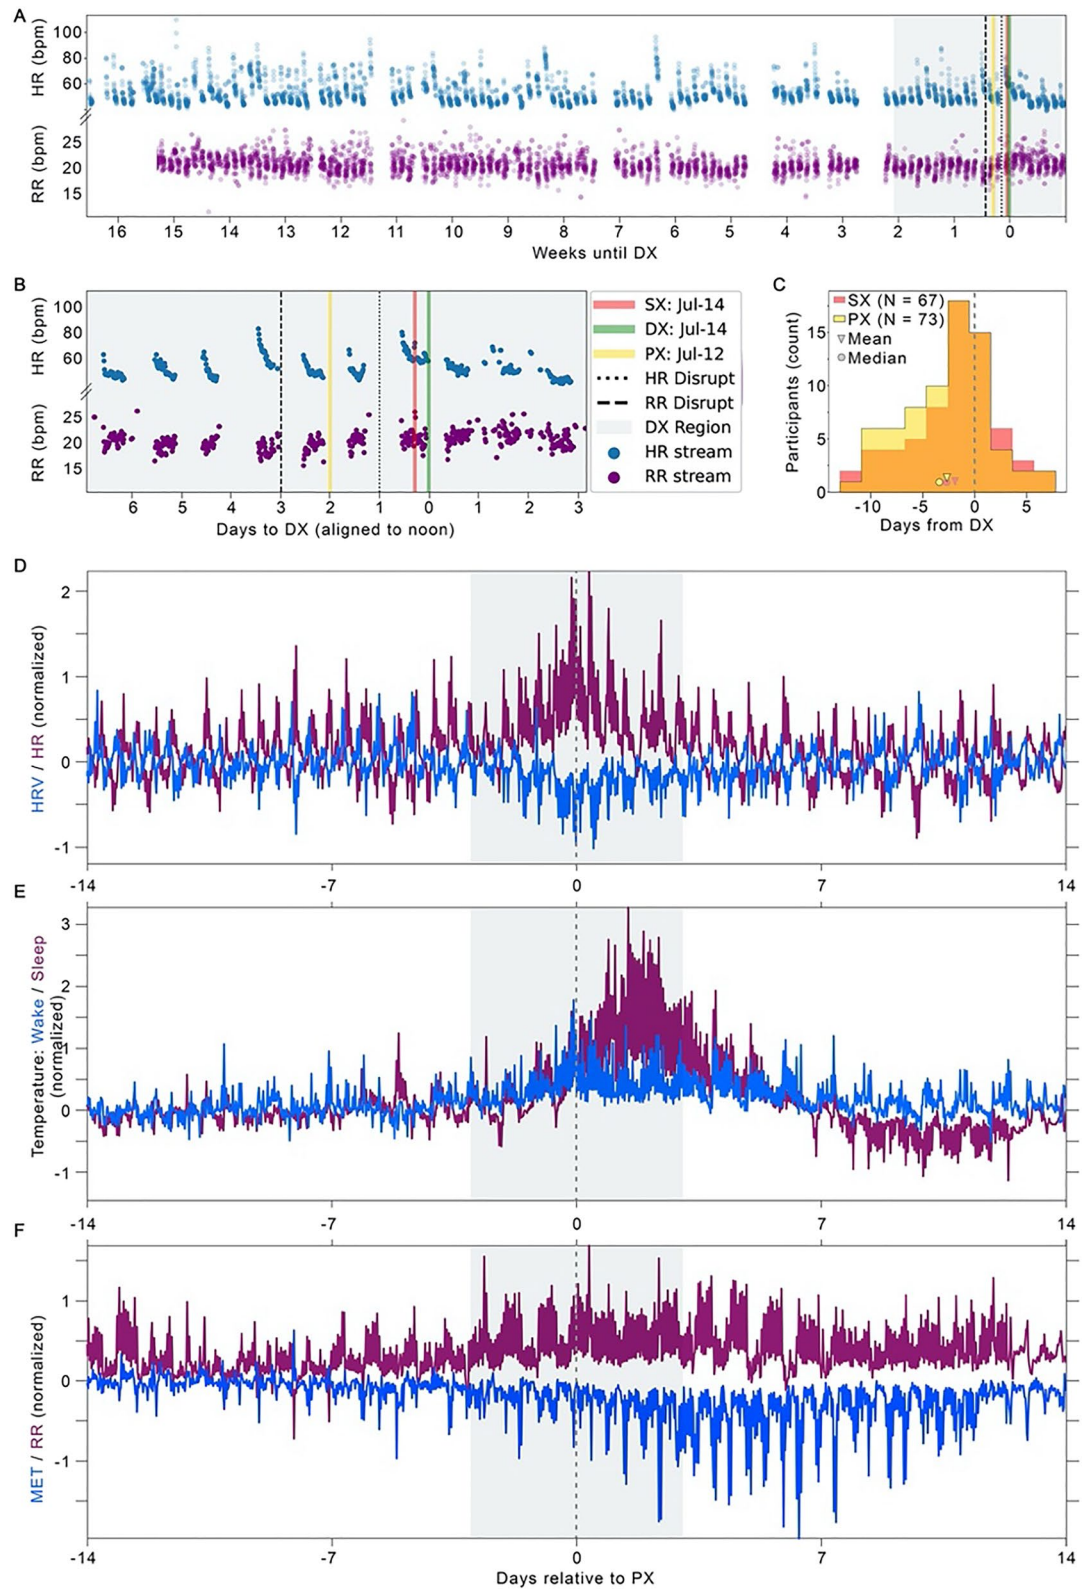 A
HR (bpm)
100
80
60
RR (bpm)
25
20
15
16 15 14 13 12 11 10 9 8 7 6 5 4 3 2 1 0
Weeks until DX
B
HR (bpm)
100
80
60
RR (bpm)
25
20
15
6 5 4 3 2 1 0 1 2 3
Days to DX (aligned to noon)
SX: Jul-14
DX: Jul-14
PX: Jul-12
HR Disrupt
RR Disrupt
DX Region
HR stream
RR stream
C
Participants (count)
15
10
5
0
SX (N = 67)
PX (N = 73)
Mean
Median
-10 -5 0 5
Days from DX
D
HRV / HR (normalized)
2
1
0
-1
-14 -7 0 7 14
E
Temperature: Wake / Sleep
(normalized)
3
2
1
0
-1
-14 -7 0 7 14
F
MET / RR (normalized)
1
0
-1
-14 -7 0 7 14
Days relative to PX